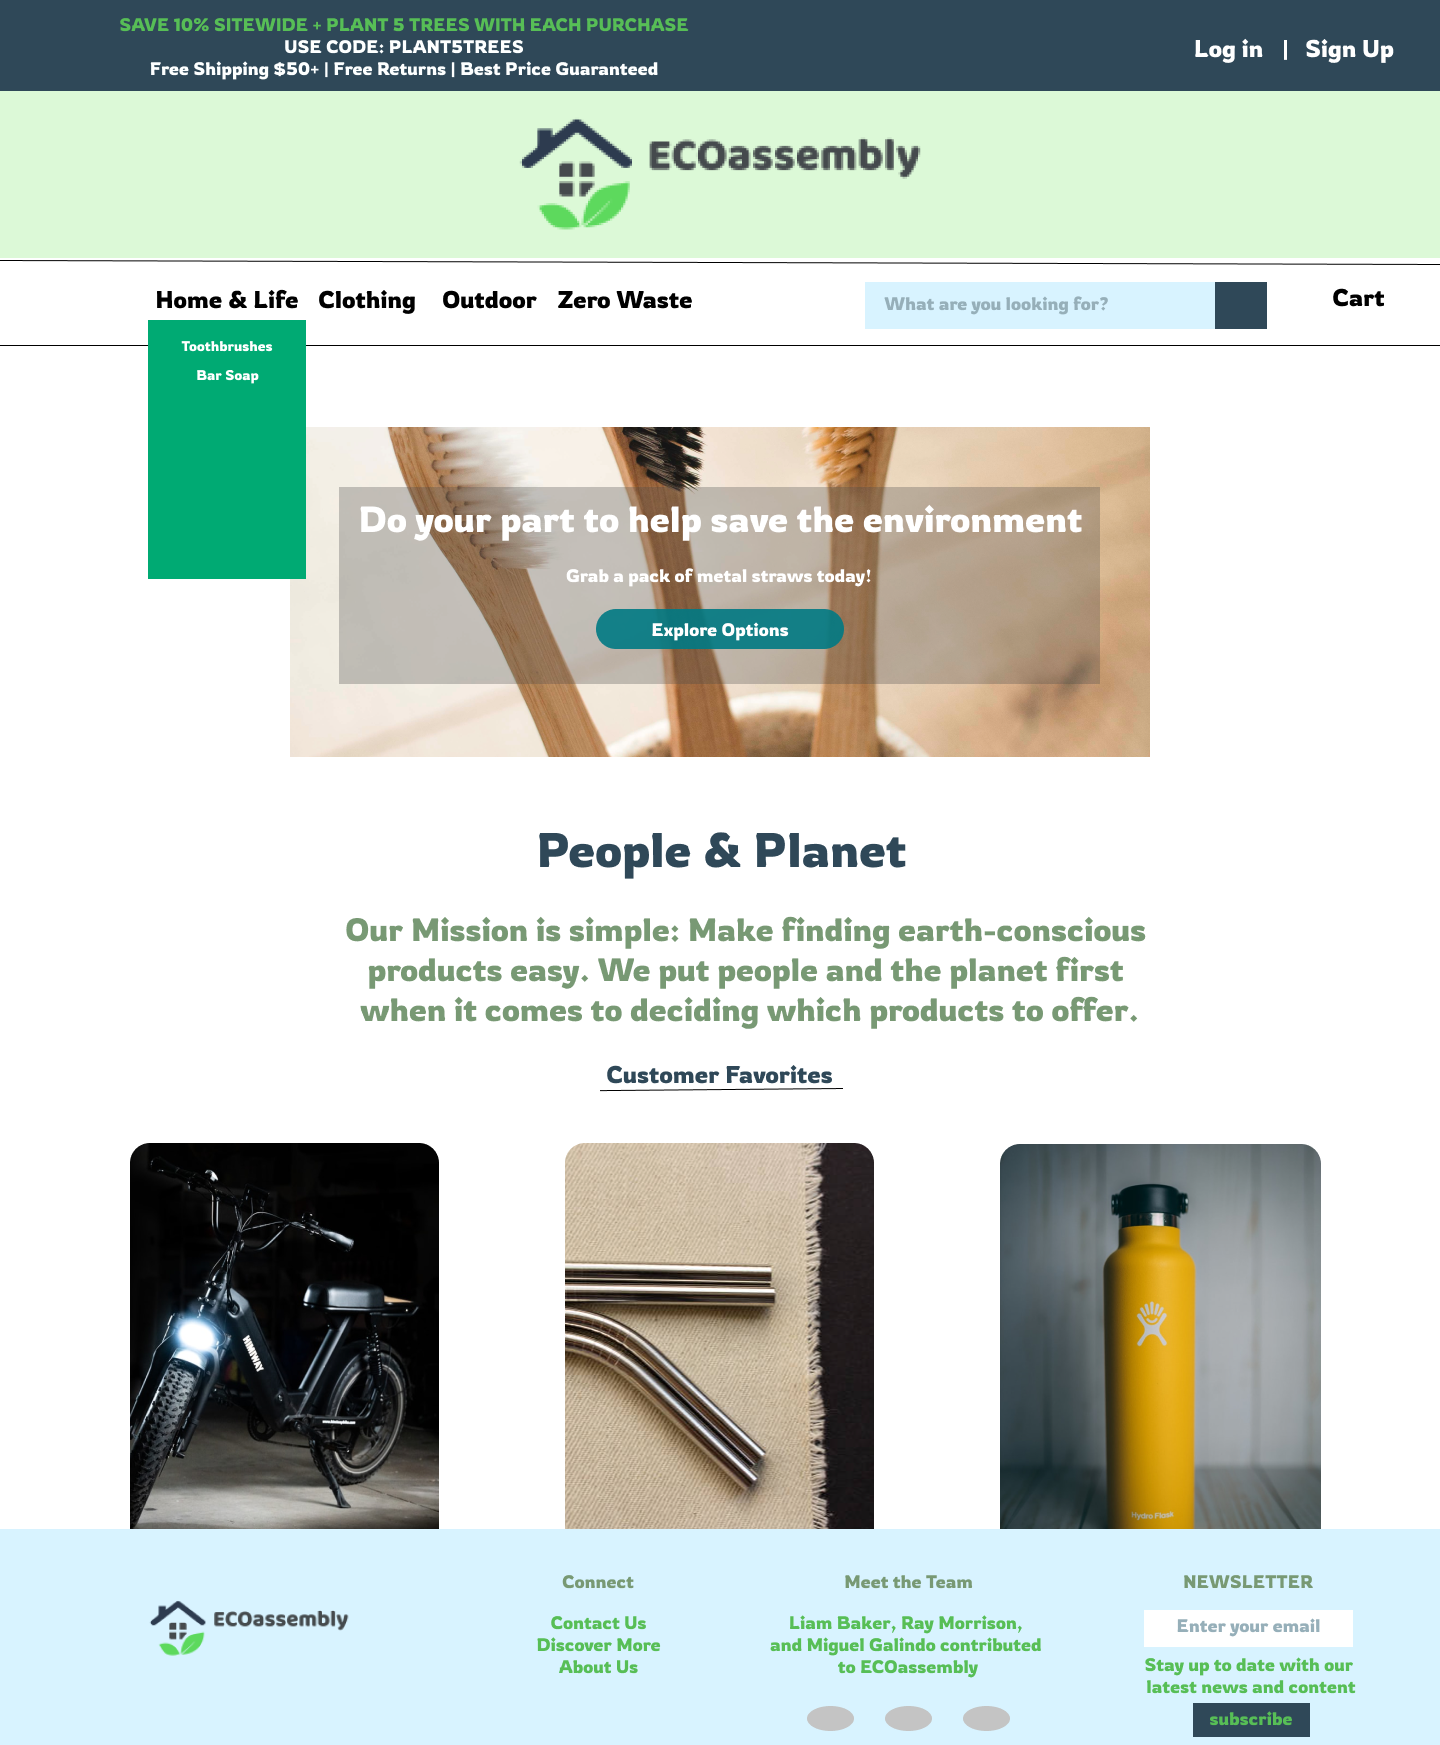 SAVE 10% SITEWIDE + PLANT 5 TREES WITH EACH PURCHASE
USE CODE: PLANT5TREES
Free Shipping $50+ | Free Returns | Best Price Guaranteed
Log in | Sign Up
ECOassembly
Home & Life Clothing Outdoor Zero Waste
What are you looking for?
Cart
Toothbrushes
Bar Soap
Do your part to help save the environment
Grab a pack of metal straws today!
Explore Options
People & Planet
Our Mission is simple: Make finding earth-conscious
products easy. We put people and the planet first
when it comes to deciding which products to offer.
Customer Favorites
HIMIWAY
Hydro Flask
ECOassembly
Connect
Contact Us
Discover More
About Us
Meet the Team
Liam Baker, Ray Morrison,
and Miguel Galindo contributed
to ECOassembly
NEWSLETTER
Enter your email
Stay up to date with our
latest news and content
subscribe